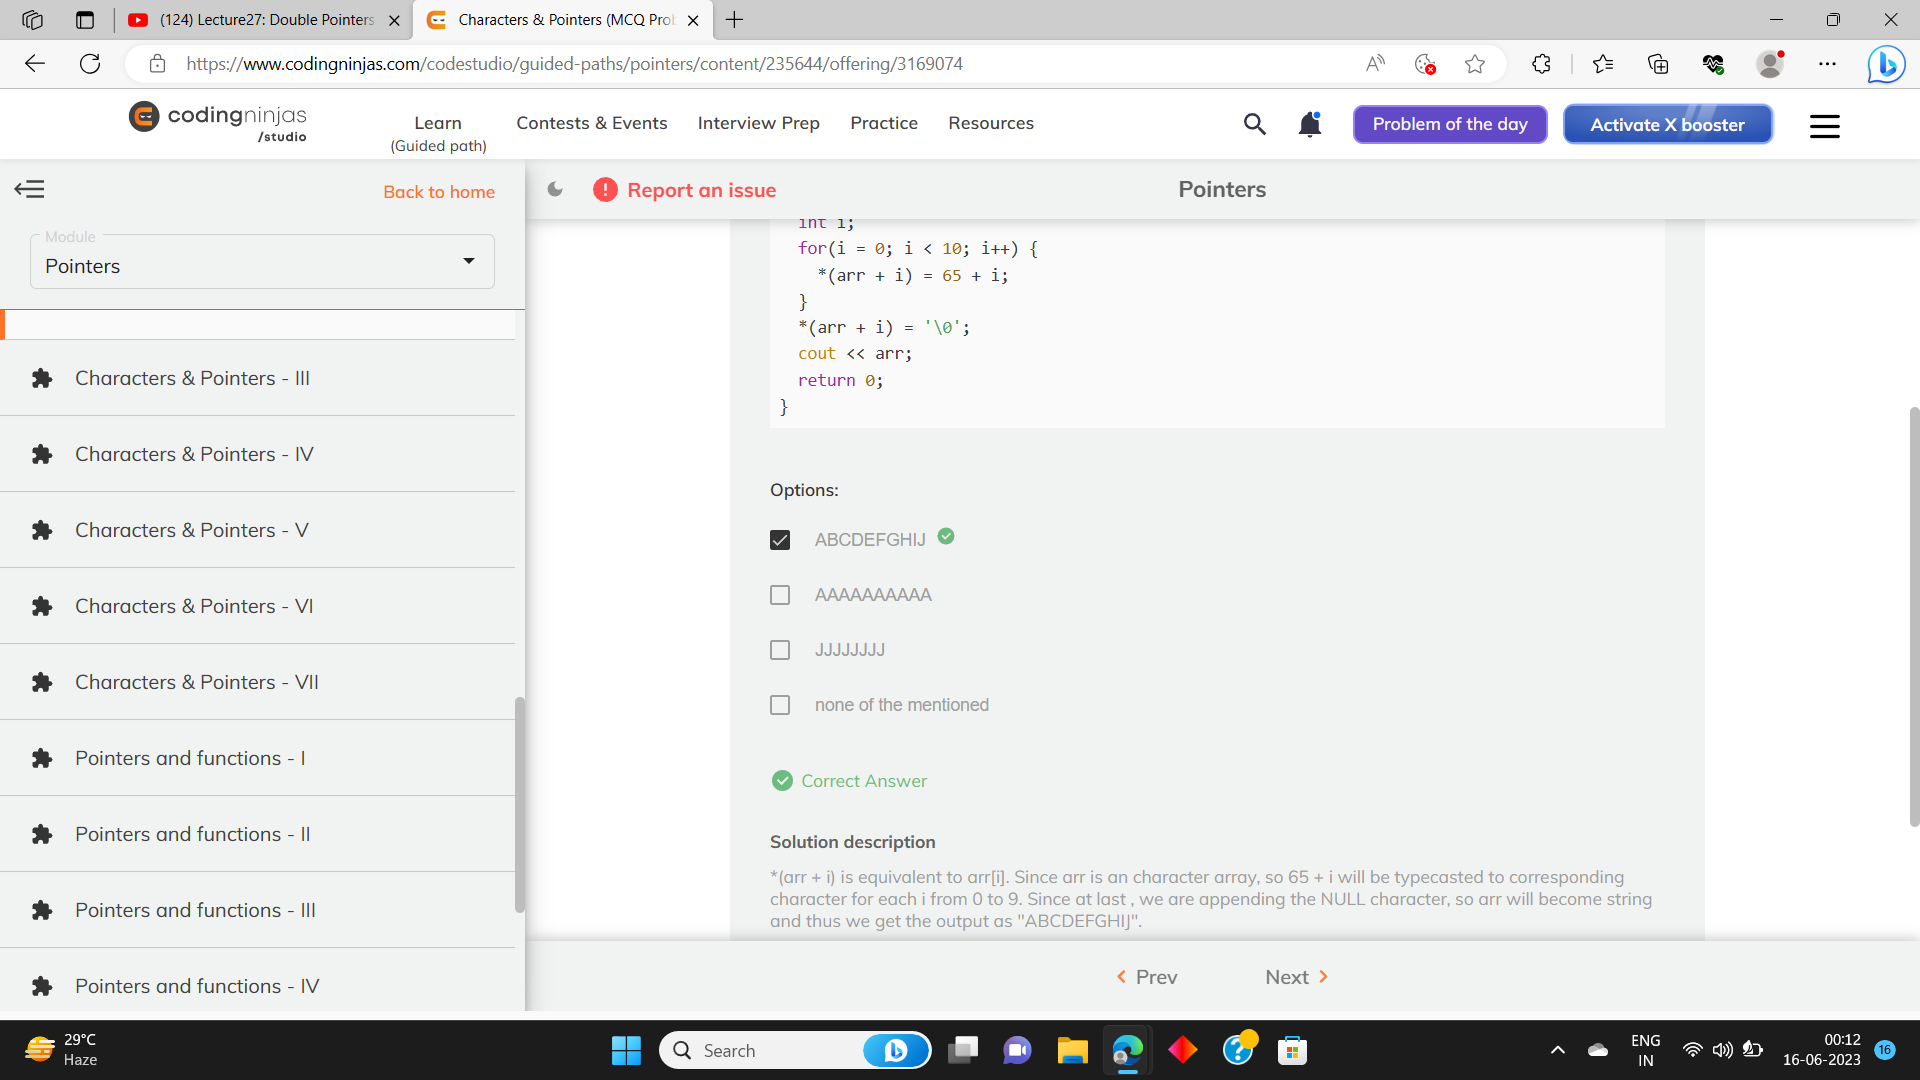 (124) Lecture27: Double Pointers
Characters & Pointers (MCQ Pro
https://www.codingninjas.com/codestudio/guided-paths/pointers/content/235644/offering/3169074
codingninjas
/studio
Learn
(Guided path)
Contests & Events
Interview Prep
Practice
Resources
Problem of the day
Activate X booster
Back to home
Report an issue
Pointers
Module
Pointers
Characters & Pointers - III
Characters & Pointers - IV
Characters & Pointers - V
Characters & Pointers - VI
Characters & Pointers - VII
Pointers and functions - I
Pointers and functions - II
Pointers and functions - III
Pointers and functions - IV
int i;
for(i = 0; i < 10; i++) {
*(arr + i) = 65 + i;
}
*(arr + i) = '\0';
cout << arr;
return 0;
}
Options:
ABCDEFGHIJ
AAAAAAAAAA
JJJJJJJJ
none of the mentioned
Correct Answer
Solution description
*(arr + i) is equivalent to arr[i]. Since arr is an character array, so 65 + i will be typecasted to corresponding
character for each i from 0 to 9. Since at last , we are appending the NULL character, so arr will become string
and thus we get the output as "ABCDEFGHIJ".
Prev
Next
29°C
Haze
Search
ENG
IN
00:12
16-06-2023
16